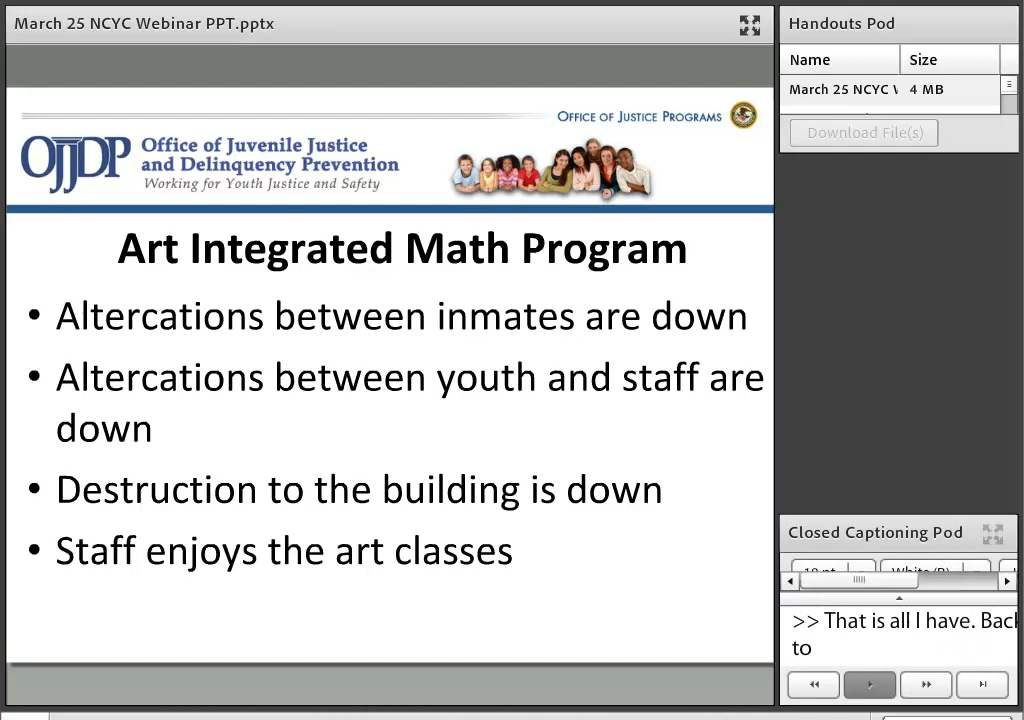 March 25 NCYC Webinar PPT.pptx
OFFICE OF JUSTICE PROGRAMS
OJJDP
Office of Juvenile Justice
and Delinquency Prevention
Working for Youth Justice and Safety
Art Integrated Math Program
• Altercations between inmates are down
• Altercations between youth and staff are
down
• Destruction to the building is down
• Staff enjoys the art classes
Handouts Pod
Name Size
March 25 NCYC 4 MB
Download File(s)
Closed Captioning Pod
>> That is all I have. Back
to